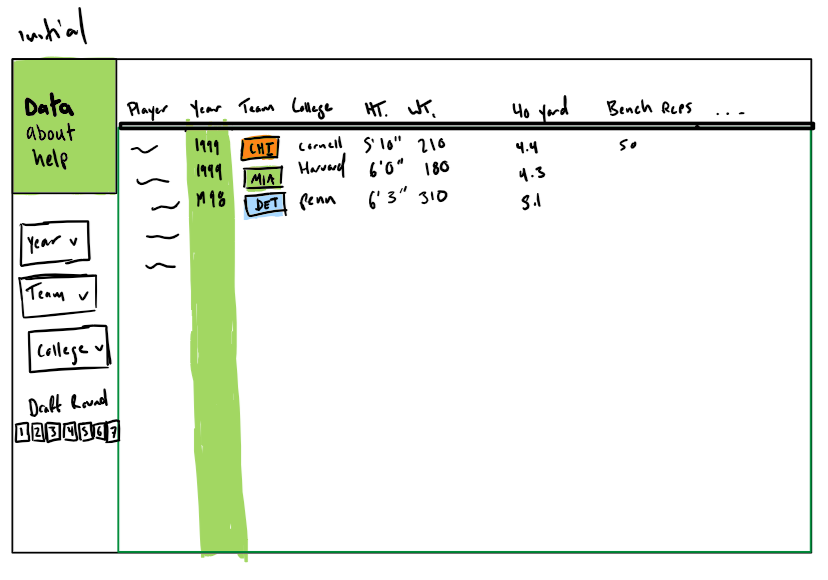 initial
Data
about
help
Player Year Team College HT. WT. 40 yard Bench Reps ...
1999 CHI Cornell 5'10" 210 4.4 50
1999 MIA Harvard 6'0" 180 4.3
1998 DET Penn 6'3" 310 5.1
Year v
Team v
College v
Draft Round
1 2 3 4 5 6 7